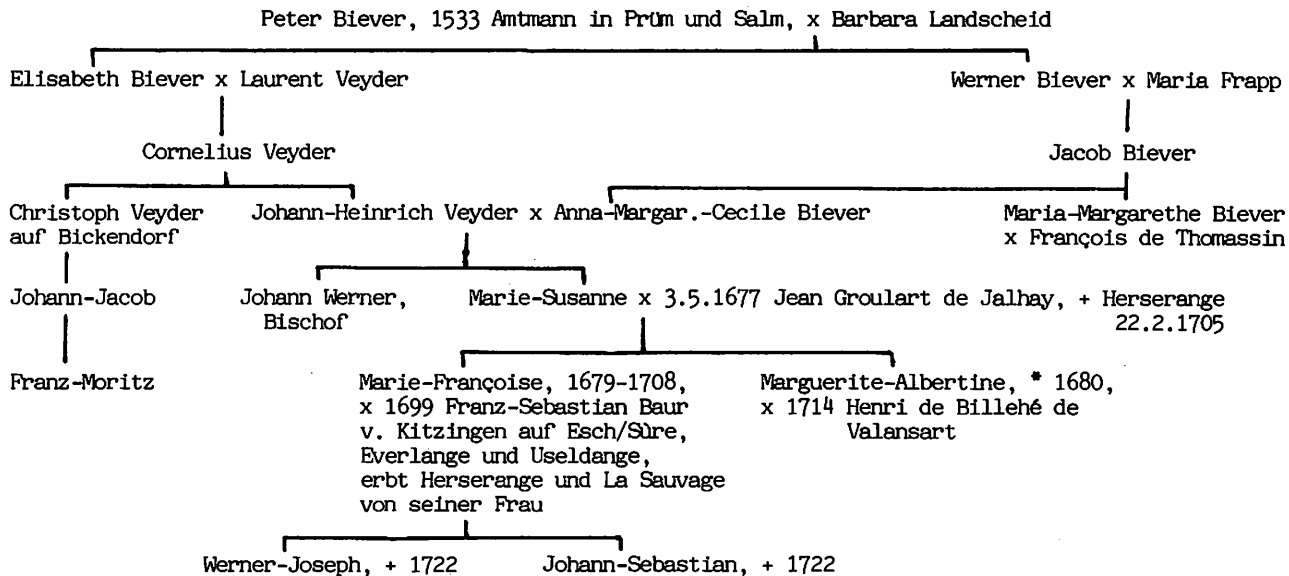 Peter Biever, 1533 Amtmann in Prüm und Salm, x Barbara Landscheid
Elisabeth Biever x Laurent Veyder Werner Biever x Maria Frapp
Cornelius Veyder Jacob Biever
Christoph Veyder Johann-Heinrich Veyder x Anna-Margar.-Cecile Biever Maria-Margarethe Biever
auf Bickendorf x François de Thomassin
Johann-Jacob Johann Werner, Marie-Susanne x 3.5.1677 Jean Groulart de Jalhay, + Herserange
Bischof 22.2.1705
Franz-Moritz Marie-Françoise, 1679-1708, Marguerite-Albertine, * 1680,
x 1699 Franz-Sebastian Baur x 1714 Henri de Billehé de
v. Kitzingen auf Esch/Sûre, Valansart
Everlange und Useldange,
erbt Herserange und La Sauvage
von seiner Frau
Werner-Joseph, + 1722 Johann-Sebastian, + 1722